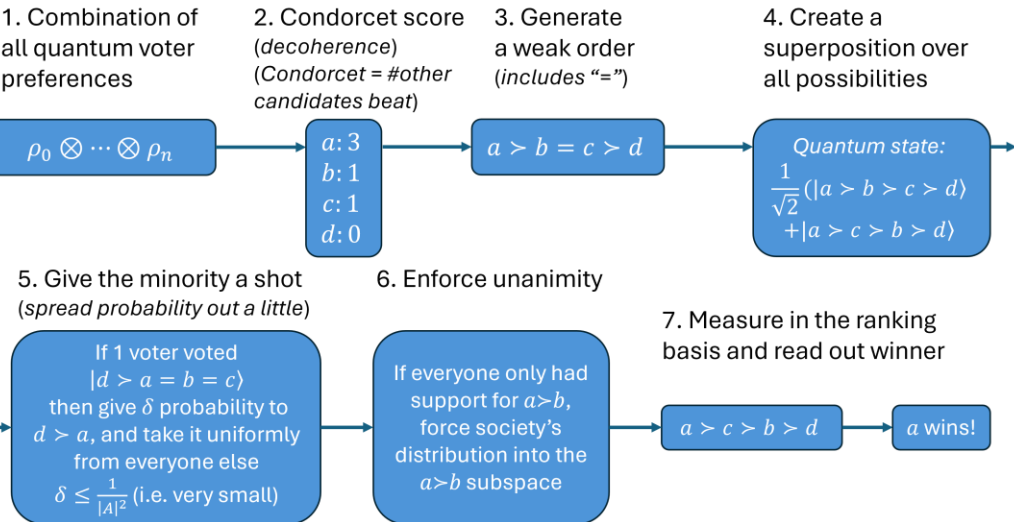 1. Combination of
all quantum voter
preferences
ρ₀ ⊗ ⋯ ⊗ ρₙ
2. Condorcet score
(decoherence)
(Condorcet = #other
candidates beat)
a: 3
b: 1
c: 1
d: 0
3. Generate
a weak order
(includes “=”)
a ≻ b = c ≻ d
4. Create a
superposition over
all possibilities
Quantum state:
1/√2 (|a ≻ b ≻ c ≻ d⟩
+|a ≻ c ≻ b ≻ d⟩
5. Give the minority a shot
(spread probability out a little)
If 1 voter voted
|d ≻ a = b = c⟩
then give δ probability to
d ≻ a, and take it uniformly
from everyone else
δ ≤ 1/|A|² (i.e. very small)
6. Enforce unanimity
If everyone only had
support for a≻b,
force society’s
distribution into the
a≻b subspace
7. Measure in the ranking
basis and read out winner
a ≻ c ≻ b ≻ d
a wins!